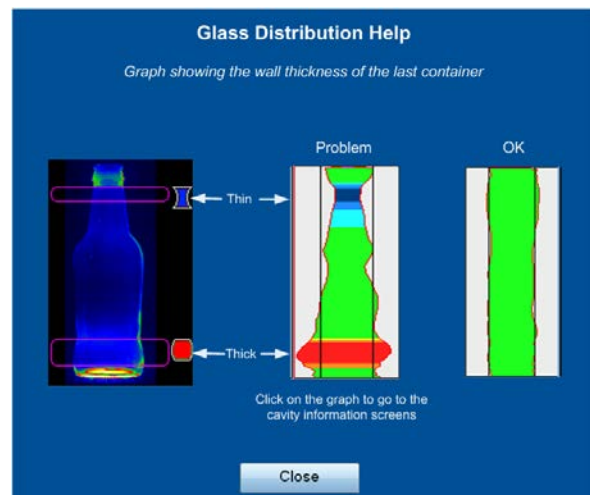 Glass Distribution Help
Graph showing the wall thickness of the last container
Problem
OK
Thin
Thick
Click on the graph to go to the
cavity information screens
Close